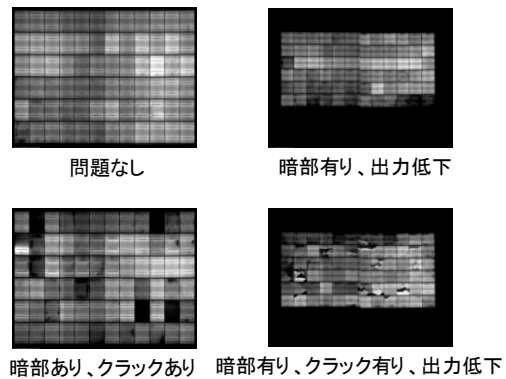 問題なし
暗部有り、出力低下
暗部あり、クラックあり
暗部有り、クラック有り、出力低下